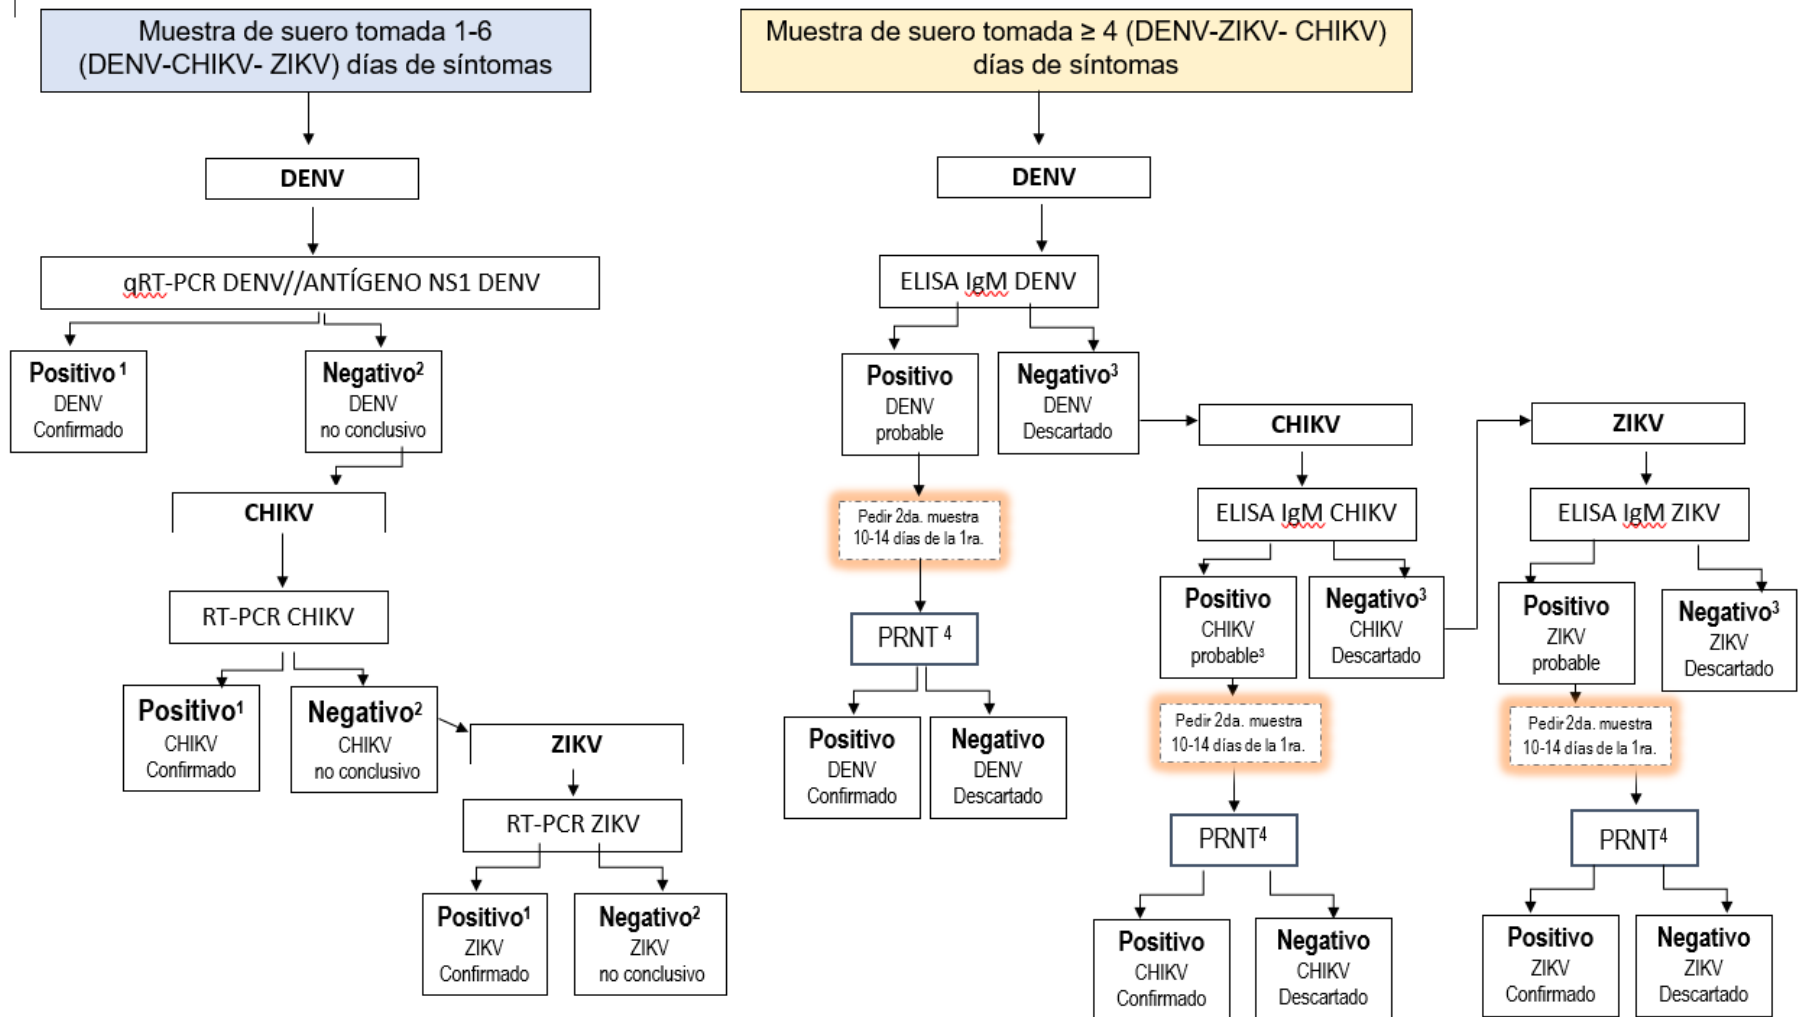 Muestra de suero tomada 1-6
(DENV-CHIKV- ZIKV) días de síntomas
DENV
qRT-PCR DENV//ANTÍGENO NS1 DENV
Positivo¹
DENV
Confirmado
Negativo²
DENV
no conclusivo
CHIKV
RT-PCR CHIKV
Positivo¹
CHIKV
Confirmado
Negativo²
CHIKV
no conclusivo
ZIKV
RT-PCR ZIKV
Positivo¹
ZIKV
Confirmado
Negativo²
ZIKV
no conclusivo
Muestra de suero tomada ≥ 4 (DENV-ZIKV- CHIKV)
días de síntomas
DENV
ELISA IgM DENV
Positivo
DENV
probable
Negativo³
DENV
Descartado
Pedir 2da. muestra
10-14 días de la 1ra.
PRNT ⁴
Positivo
DENV
Confirmado
Negativo
DENV
Descartado
CHIKV
ELISA IgM CHIKV
Positivo
CHIKV
probable³
Negativo³
CHIKV
Descartado
Pedir 2da. muestra
10-14 días de la 1ra.
PRNT⁴
Positivo
CHIKV
Confirmado
Negativo
CHIKV
Descartado
ZIKV
ELISA IgM ZIKV
Positivo
ZIKV
probable
Negativo³
ZIKV
Descartado
Pedir 2da. muestra
10-14 días de la 1ra.
PRNT⁴
Positivo
ZIKV
Confirmado
Negativo
ZIKV
Descartado